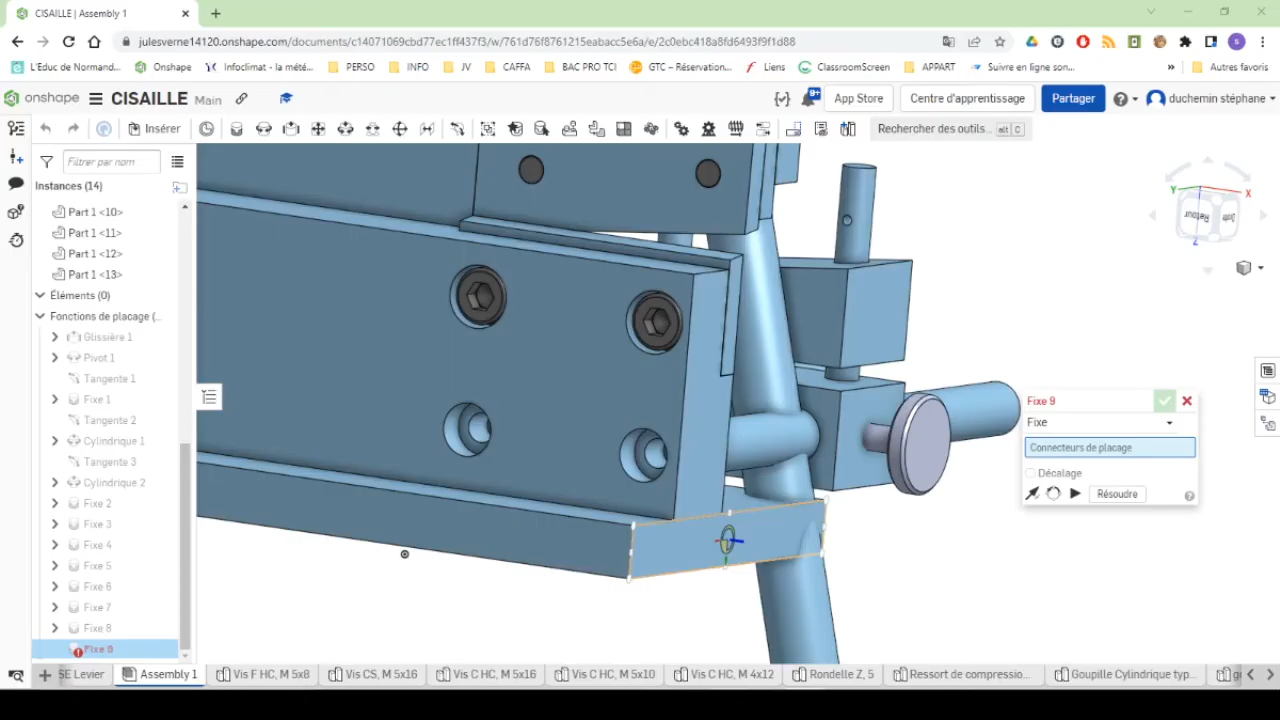 CISAILLE | Assembly 1
julesverne14120.onshape.com/documents/c14071069cbd77ec1ff437f3/w/761d76f8761215eabacc5e6a/e/2c0ebc418a8fd6493f9f1d88
S
L'Educ de Normand...
Onshape
Infoclimat - la mété...
PERSO
INFO
JV
CAFFA
BAC PRO TCI
GTC – Réservation...
Liens
ClassroomScreen
APPART
Suivre en ligne son...
»
Autres favoris
onshape
CISAILLE
Main
9+
App Store
Centre d'apprentissage
Partager
duchemin stéphane
Insérer
Rechercher des outils...
alt C
Filtrer par nom
Instances (14)
Part 1 <10>
Part 1 <11>
Part 1 <12>
Part 1 <13>
Éléments (0)
Fonctions de placage (...
Glissière 1
Pivot 1
Tangente 1
Fixe 1
Tangente 2
Cylindrique 1
Tangente 3
Cylindrique 2
Fixe 2
Fixe 3
Fixe 4
Fixe 5
Fixe 6
Fixe 7
Fixe 8
Fixe 9
Y
X
Z
Retour
Fixe 9
Fixe
Connecteurs de placage
Décalage
Résoudre
SE Levier
Assembly 1
Vis F HC, M 5x8
Vis CS, M 5x16
Vis C HC, M 5x16
Vis C HC, M 5x10
Vis C HC, M 4x12
Rondelle Z, 5
Ressort de compressio...
Goupille Cylindrique typ...